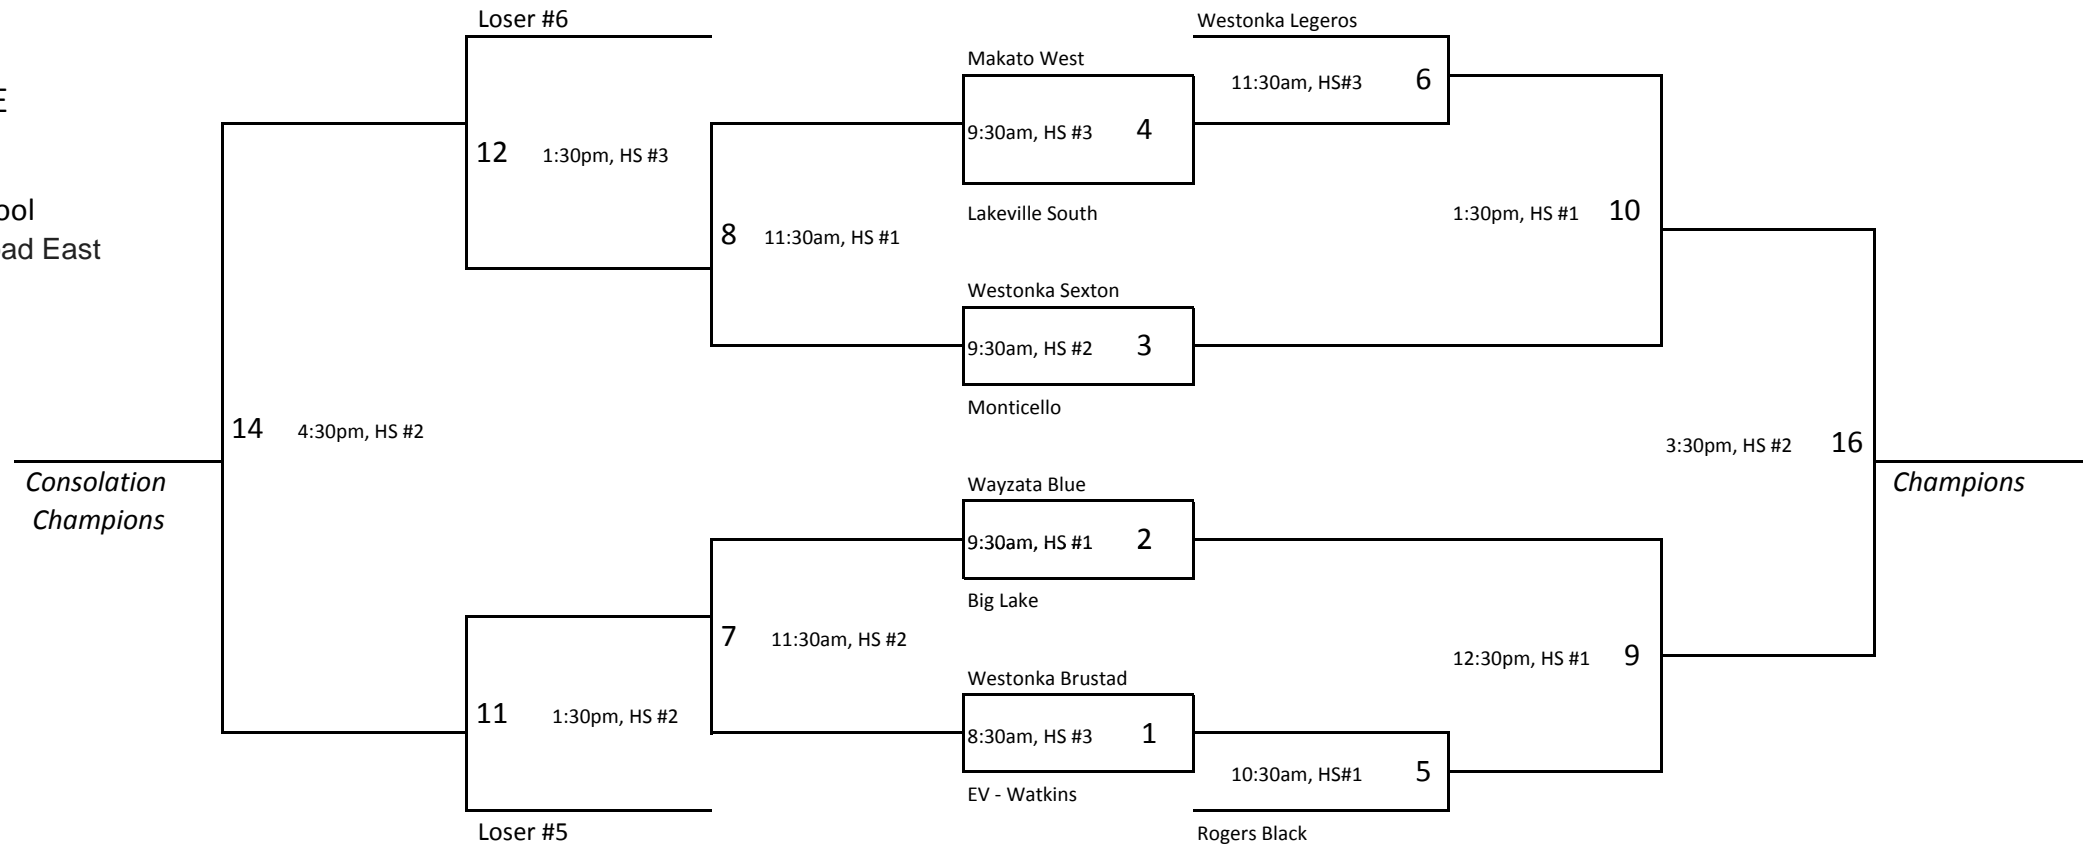 Loser #6
Westonka Legeros
Makato West
11:30am, HS#3 6
E
9:30am, HS #3 4
12 1:30pm, HS #3
ool
Lakeville South
1:30pm, HS #1 10
8 11:30am, HS #1
ad East
Westonka Sexton
9:30am, HS #2 3
Monticello
14 4:30pm, HS #2
3:30pm, HS #2 16
Consolation
Champions
Champions
Wayzata Blue
9:30am, HS #1 2
Big Lake
7 11:30am, HS #2
12:30pm, HS #1 9
Westonka Brustad
11 1:30pm, HS #2
8:30am, HS #3 1
10:30am, HS#1 5
EV - Watkins
Loser #5
Rogers Black